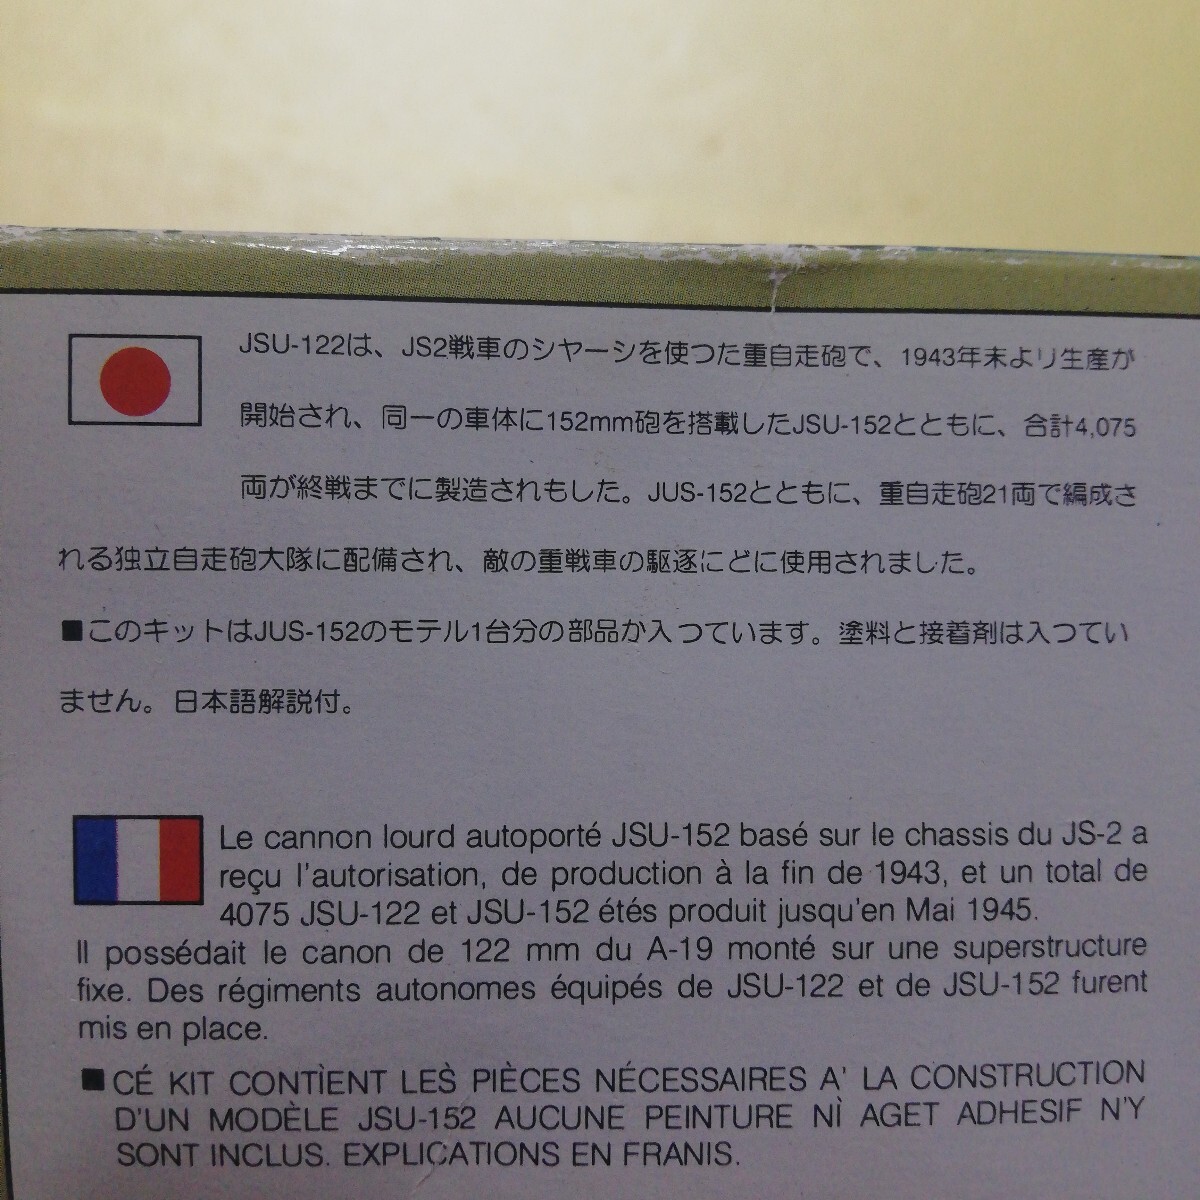 JSU-122は、JS2戦車のシヤーシを使つた重自走砲で、1943年末より生産が
開始され、同一の車体に152mm砲を搭載したJSU-152とともに、合計4,075
両が終戦までに製造されもした。JUS-152とともに、重自走砲21両で編成さ
れる独立自走砲大隊に配備され、敵の重戦車の駆逐にどに使用されました。
■このキットはJUS-152のモテル1台分の部品か入つています。塗料と接着剤は入つてい
ません。日本語解説付。
Le cannon lourd autoporté JSU-152 basé sur le chassis du JS-2 a
reçu l'autorisation, de production à la fin de 1943, et un total de
4075 JSU-122 et JSU-152 étés produit jusqu'en Mai 1945.
Il possédait le canon de 122 mm du A-19 monté sur une superstructure
fixe. Des régiments autonomes équipés de JSU-122 et de JSU-152 furent
mis en place.
■ CÉ KIT CONTÌENT LEȮS PIÈCES NÉCESSAIRES A' LA CONSTRUCTION
D'UN MODÈLE JSU-152 AUCUNE PEINTURE NÌ AGET ADHESIF N'Y
SONT INCLUS. EXPLICATIONS EN FRANIS.